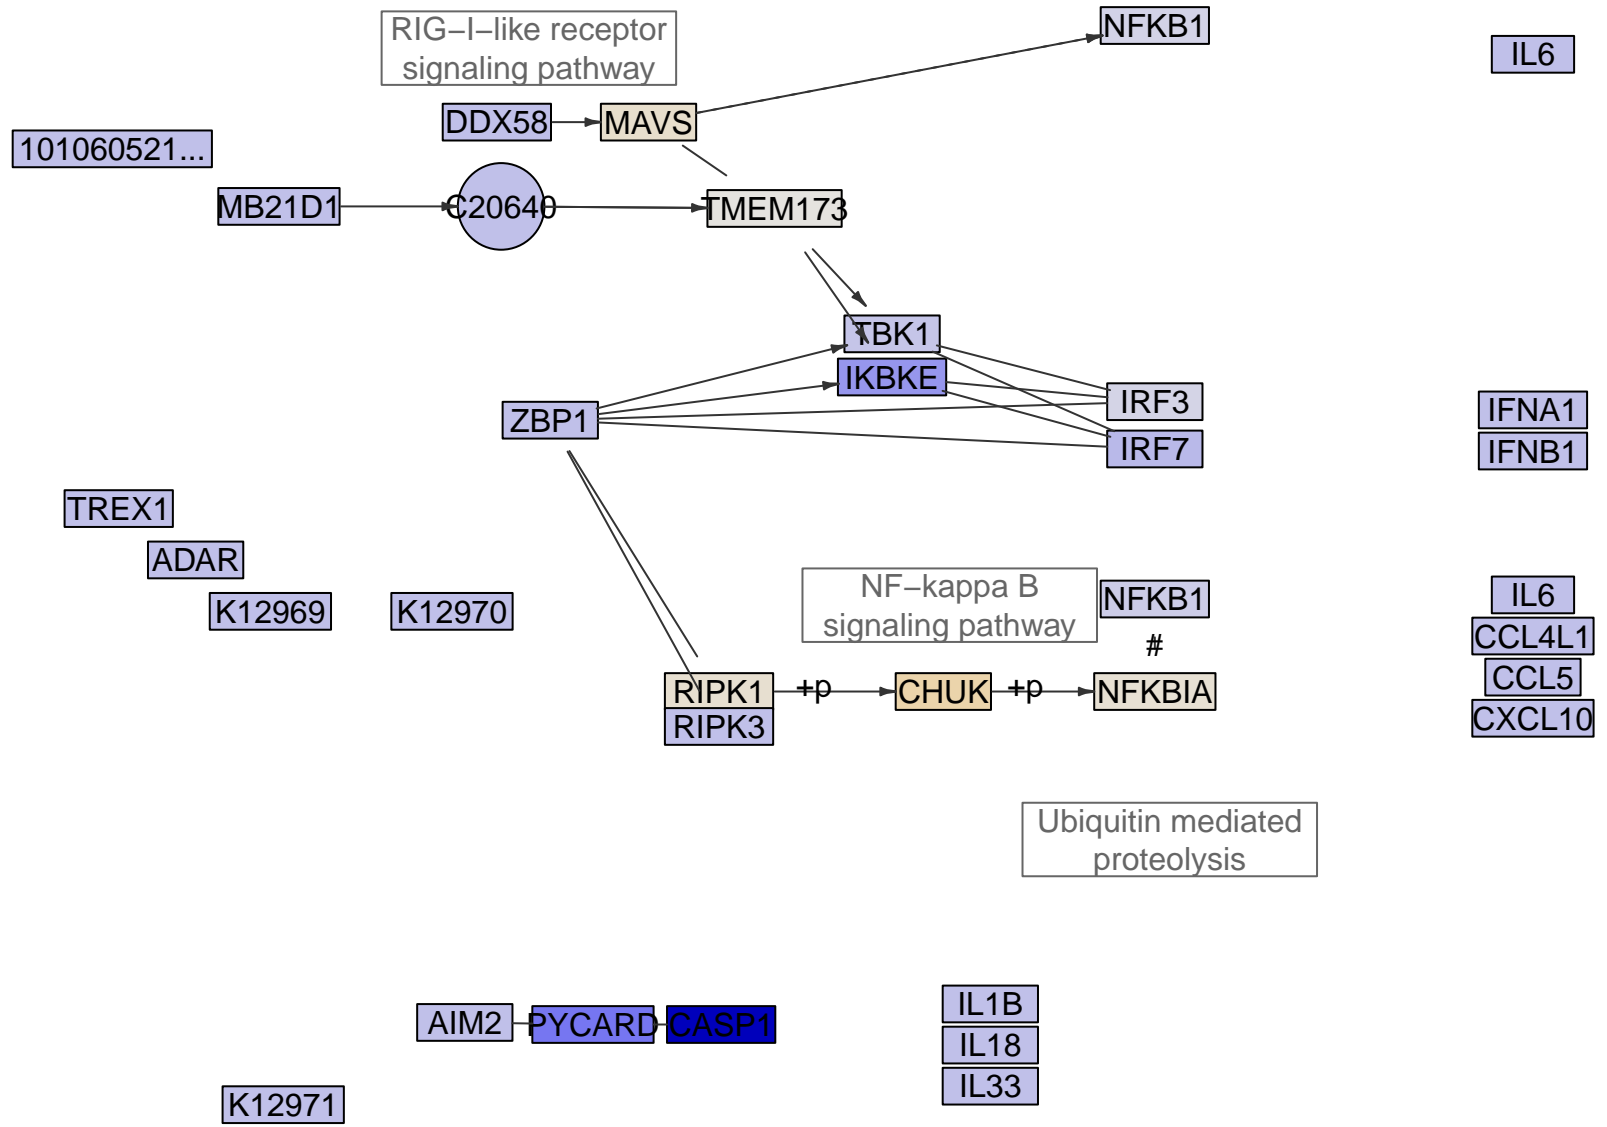 RIG–I–like receptor
signaling pathway
NFKB1
IL6
DDX58
MAVS
101060521...
MB21D1
C20640
TMEM173
TBK1
IKBKE
ZBP1
IRF3
IRF7
IFNA1
IFNB1
TREX1
ADAR
K12969
K12970
NF–kappa B
signaling pathway
NFKB1
#
IL6
CCL4L1
CCL5
CXCL10
RIPK1
+p
CHUK
+p
NFKBIA
RIPK3
Ubiquitin mediated
proteolysis
AIM2
PYCARD
CASP1
IL1B
IL18
IL33
K12971